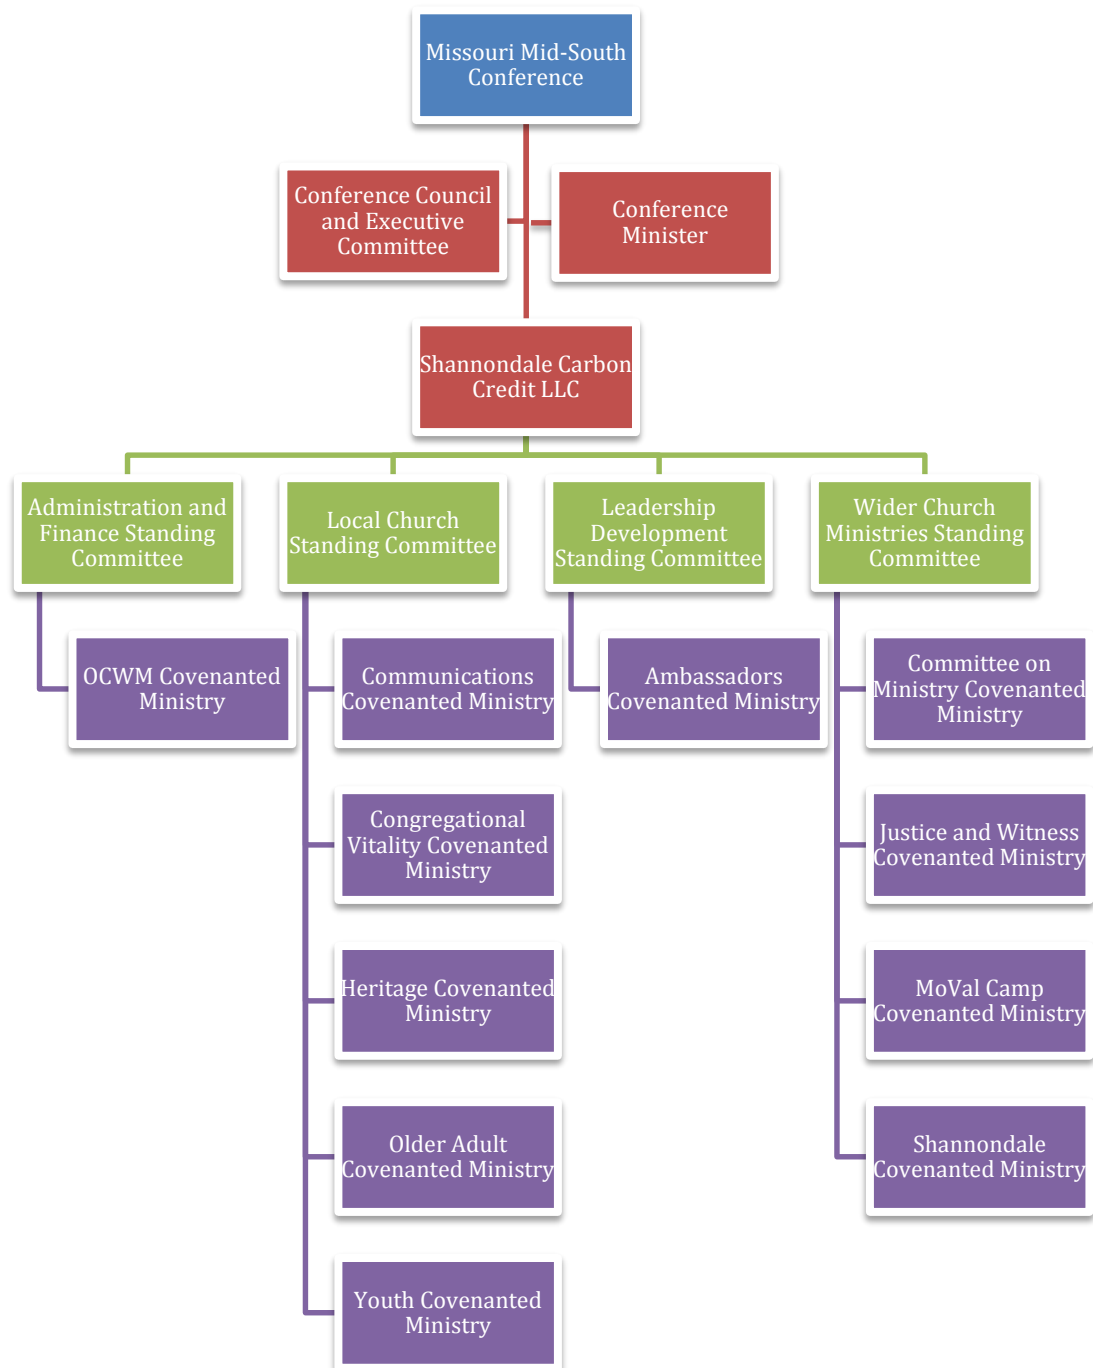 Missouri Mid-South
Conference
Conference Council
and Executive
Committee
Conference
Minister
Shannondale Carbon
Credit LLC
Administration and
Finance Standing
Committee
Local Church
Standing Committee
Leadership
Development
Standing Committee
Wider Church
Ministries Standing
Committee
OCWM Covenanted
Ministry
Communications
Covenanted Ministry
Ambassadors
Covenanted Ministry
Committee on
Ministry Covenanted
Ministry
Congregational
Vitality Covenanted
Ministry
Justice and Witness
Covenanted Ministry
Heritage Covenanted
Ministry
MoVal Camp
Covenanted Ministry
Older Adult
Covenanted Ministry
Shannondale
Covenanted Ministry
Youth Covenanted
Ministry